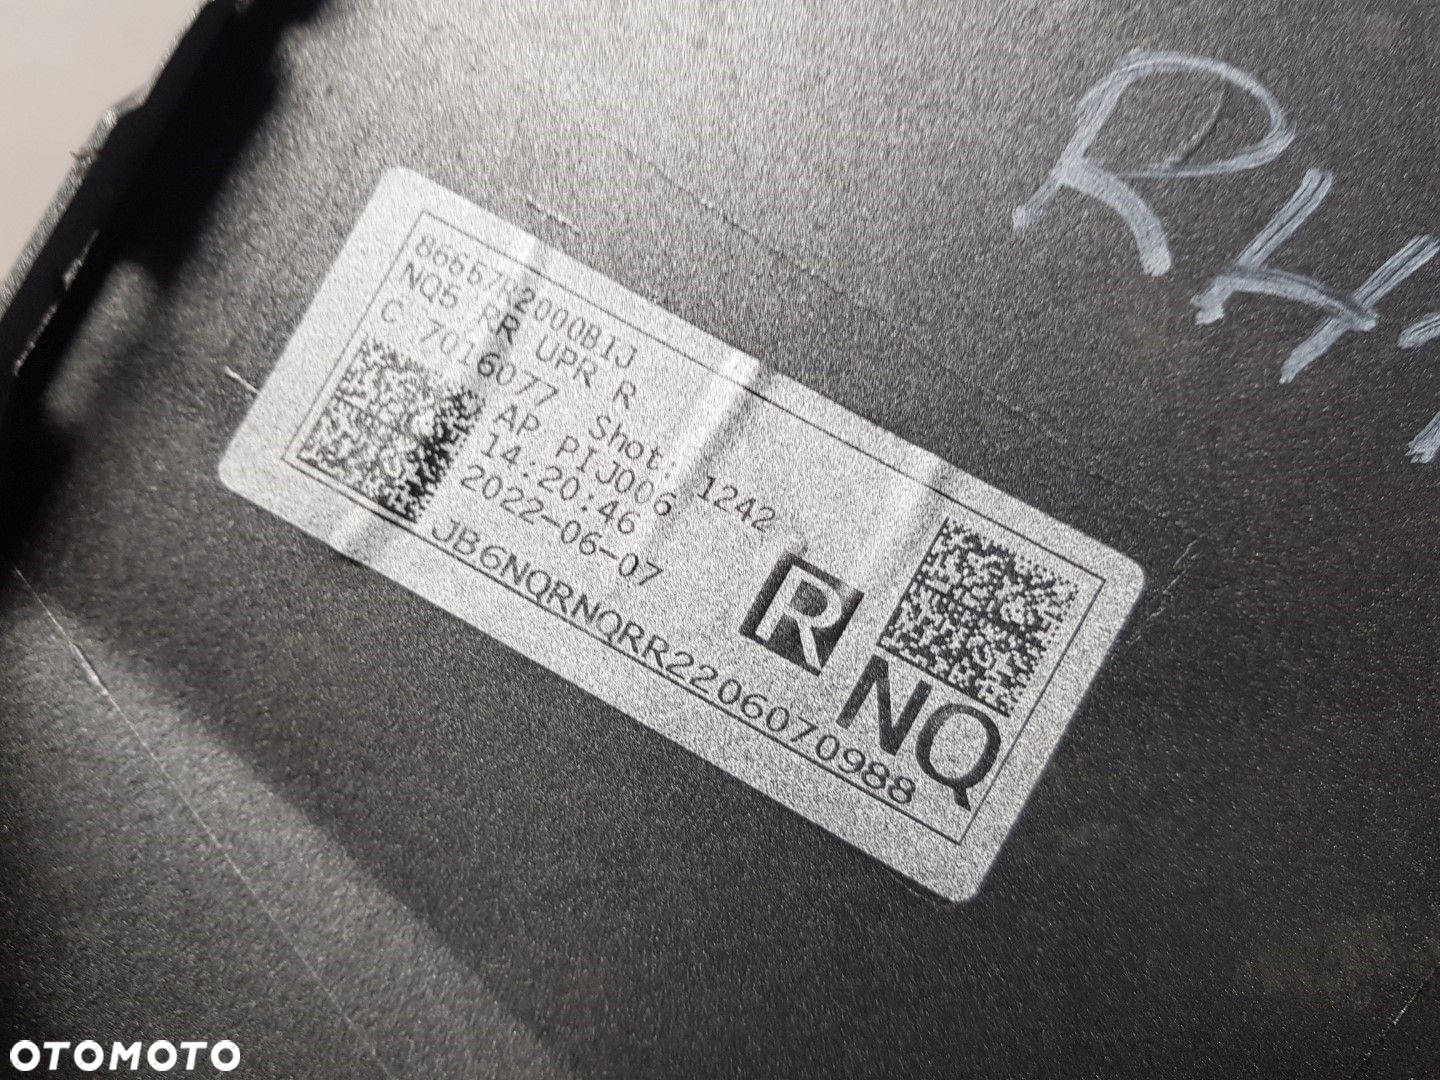 86657R2000BIJ
NQ5 RR UPR R
C 7016077 Shot: 1242
AP PIJ006
14:20:46
2022-06-07
JB6NQRNQRR2206070988
R
NQ
RH
OTOMOTO